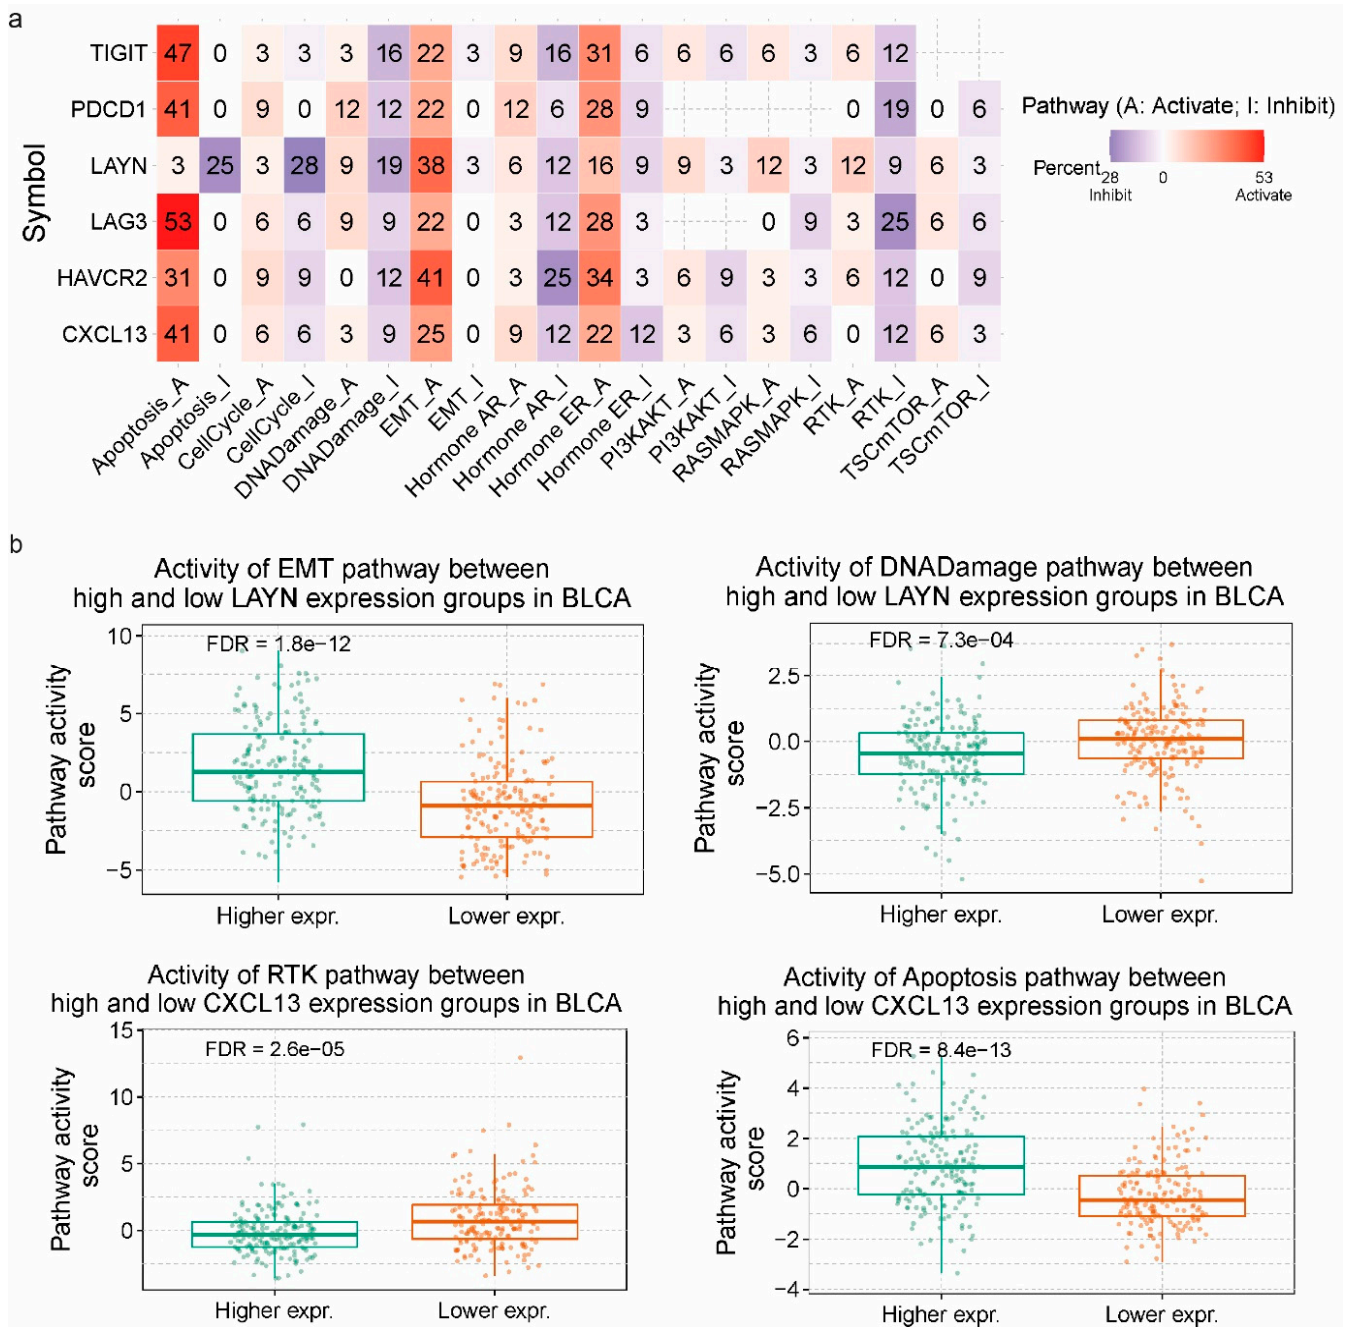 a
TIGIT 47 0 3 3 3 16 22 3 9 16 31 6 6 6 6 3 6 12
PDCD1 41 0 9 0 12 12 22 0 12 6 28 9 0 19 0 6
LAYN 3 25 3 28 9 19 38 3 6 12 16 9 9 3 12 3 12 9 6 3
LAG3 53 0 6 6 9 9 22 0 3 12 28 3 0 9 3 25 6 6
HAVCR2 31 0 9 9 0 12 41 0 3 25 34 3 6 9 3 3 6 12 0 9
CXCL13 41 0 6 6 3 9 25 0 9 12 22 12 3 6 3 6 0 12 6 3
Symbol
Apoptosis_A
Apoptosis_I
CellCycle_A
CellCycle_I
DNADamage_A
DNADamage_I
EMT_A
EMT_I
Hormone AR_A
Hormone AR_I
Hormone ER_A
Hormone ER_I
PI3KAKT_A
PI3KAKT_I
RASMAPK_A
RASMAPK_I
RTK_A
RTK_I
TSCmTOR_A
TSCmTOR_I
Pathway (A: Activate; I: Inhibit)
Percent
28 0 53
Inhibit Activate
b
Activity of EMT pathway between
high and low LAYN expression groups in BLCA
FDR = 1.8e−12
Pathway activity
score
10
5
0
−5
Higher expr. Lower expr.
Activity of DNADamage pathway between
high and low LAYN expression groups in BLCA
FDR = 7.3e−04
Pathway activity
score
2.5
0.0
−2.5
−5.0
Higher expr. Lower expr.
Activity of RTK pathway between
high and low CXCL13 expression groups in BLCA
FDR = 2.6e−05
Pathway activity
score
15
10
5
0
Higher expr. Lower expr.
Activity of Apoptosis pathway between
high and low CXCL13 expression groups in BLCA
FDR = 8.4e−13
Pathway activity
score
6
4
2
0
−2
−4
Higher expr. Lower expr.